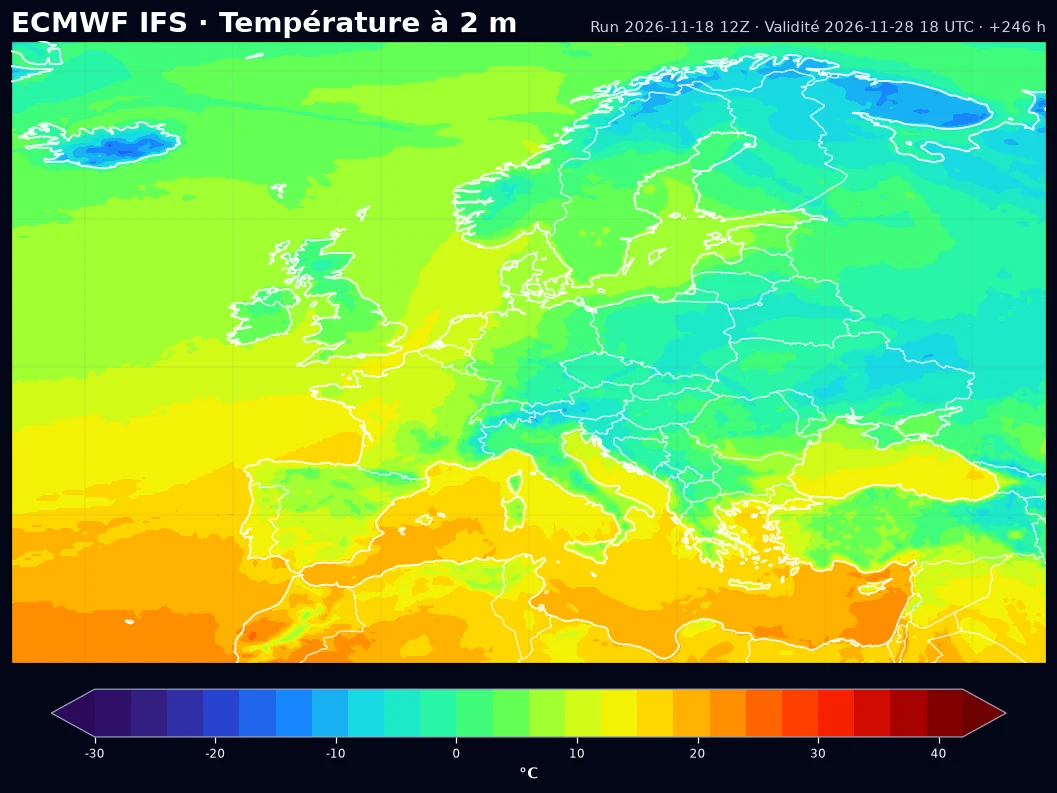 ECMWF IFS · Température à 2 m
Run 2026-11-18 12Z · Validité 2026-11-28 18 UTC · +246 h
-30 -20 -10 0 10 20 30 40
°C